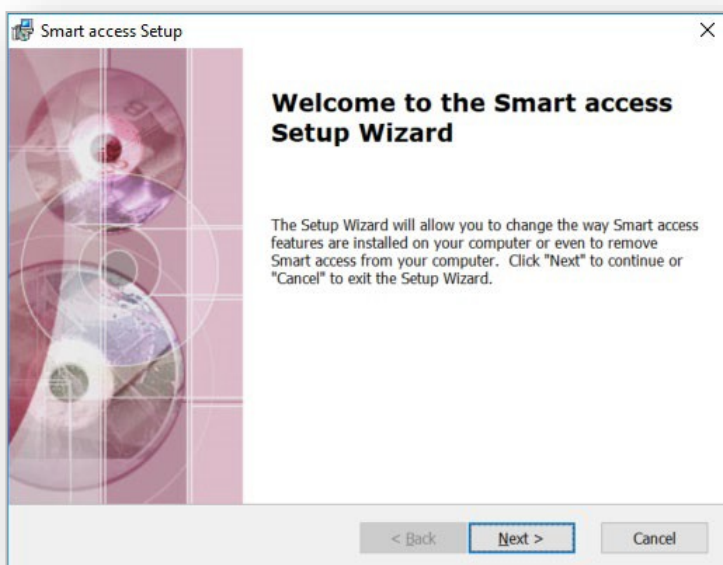 Smart access Setup
Welcome to the Smart access
Setup Wizard
The Setup Wizard will allow you to change the way Smart access
features are installed on your computer or even to remove
Smart access from your computer.  Click "Next" to continue or
"Cancel" to exit the Setup Wizard.
< Back
Next >
Cancel